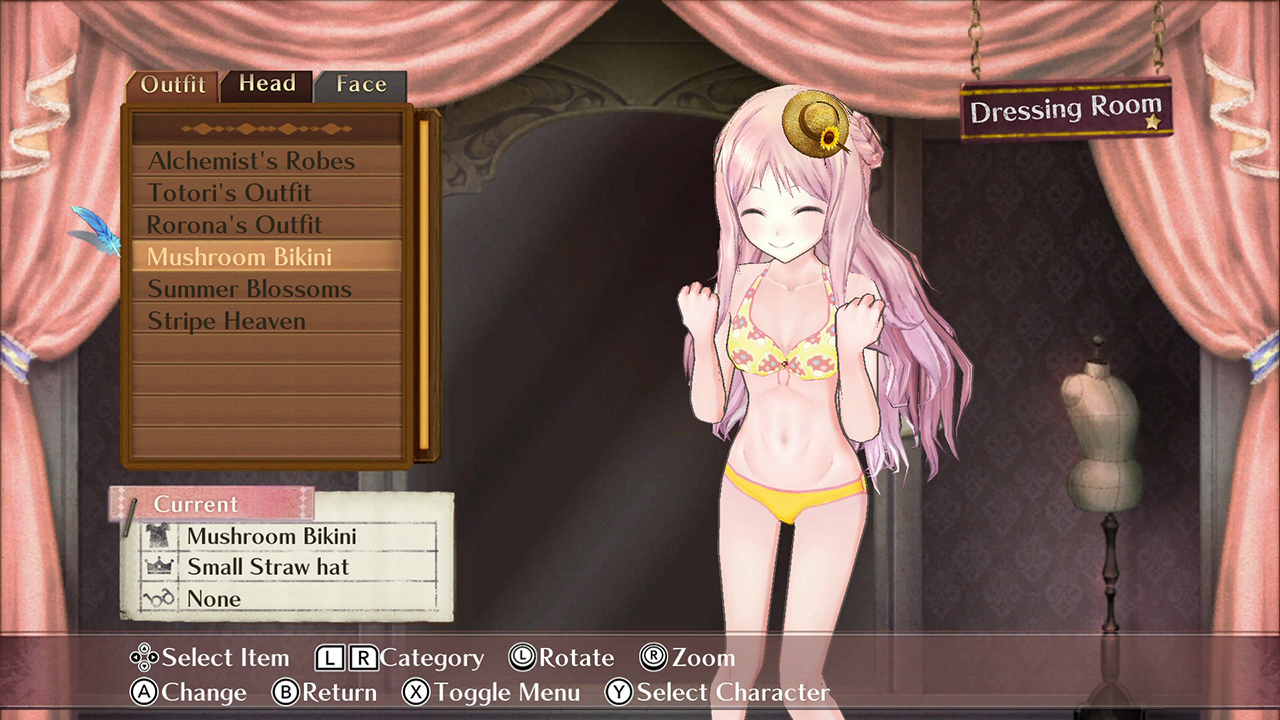 Outfit Head Face
Dressing Room
Alchemist's Robes
Totori's Outfit
Rorona's Outfit
Mushroom Bikini
Summer Blossoms
Stripe Heaven
Current
Mushroom Bikini
Small Straw hat
None
Select Item L R Category L Rotate R Zoom
A Change B Return X Toggle Menu Y Select Character